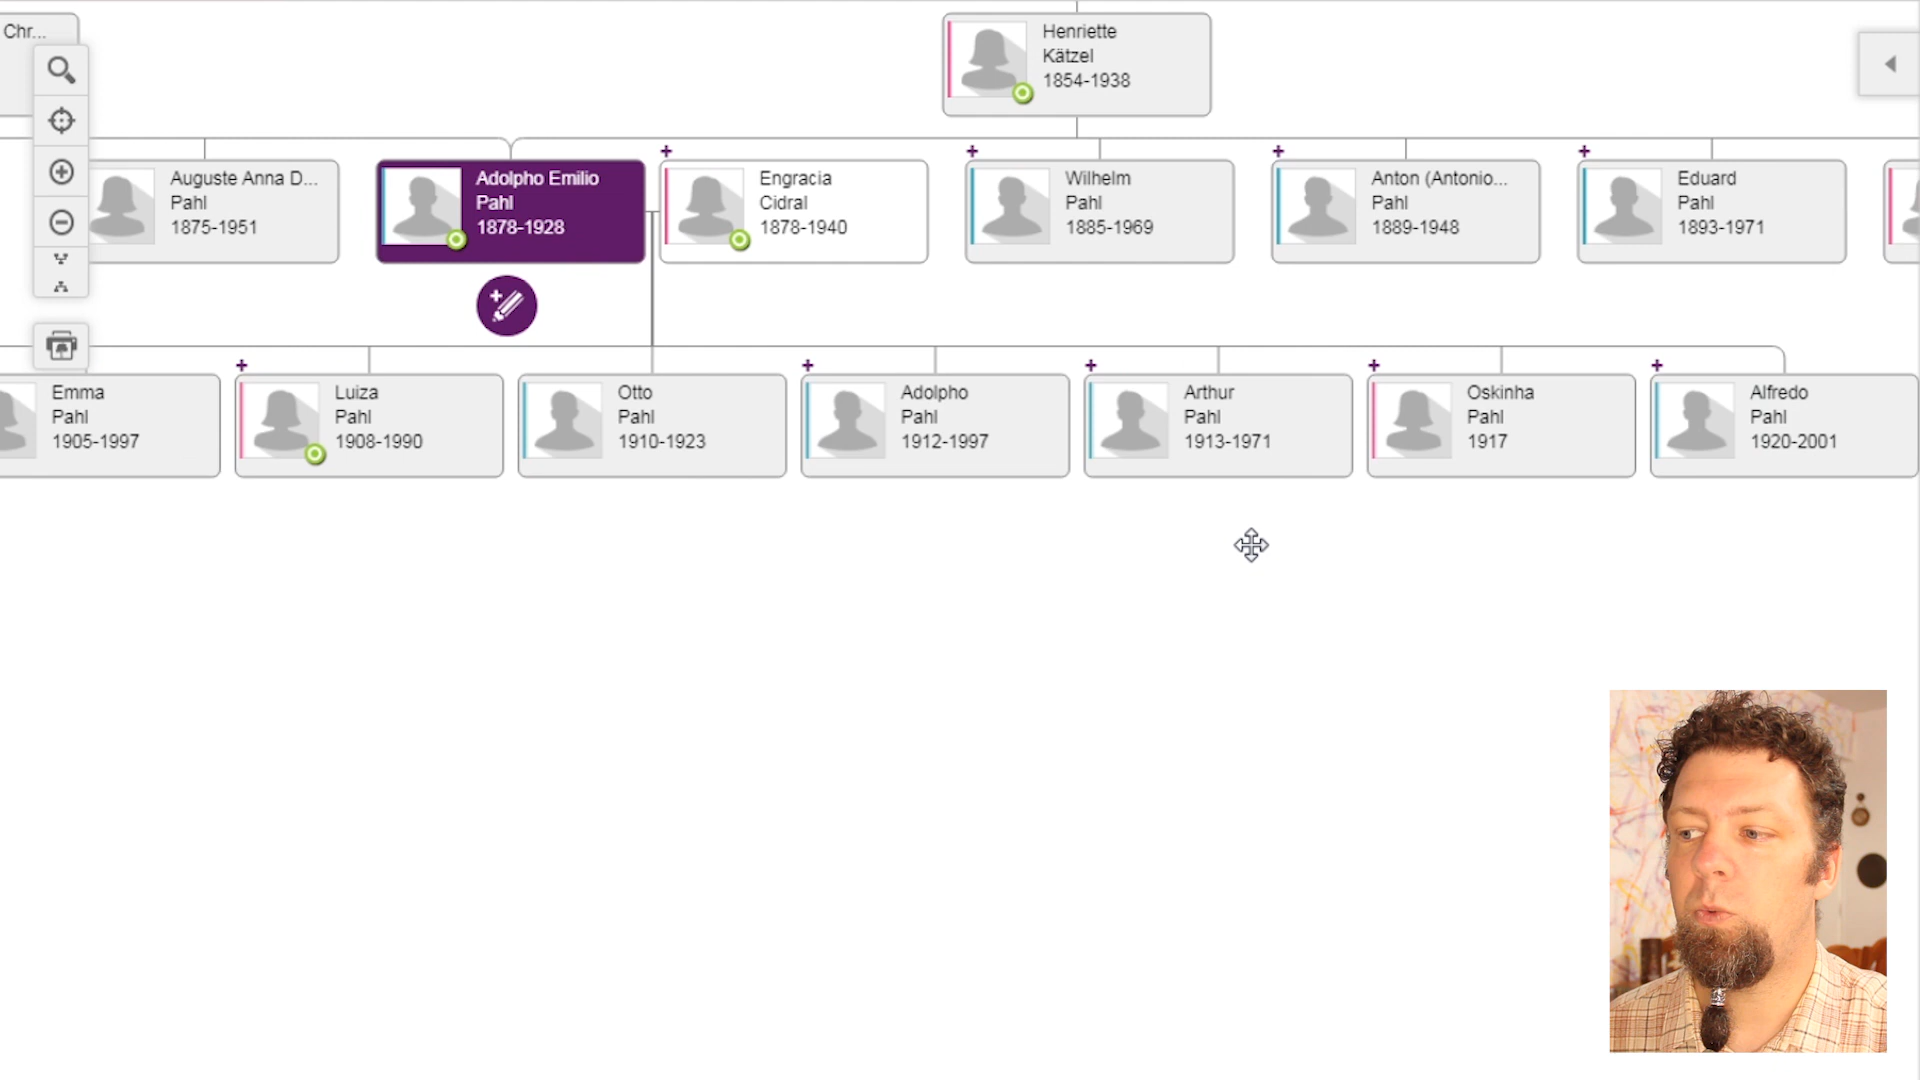 Chr...
Henriette
Kätzel
1854-1938
Auguste Anna D...
Pahl
1875-1951
Adolpho Emilio
Pahl
1878-1928
Engracia
Cidral
1878-1940
Wilhelm
Pahl
1885-1969
Anton (Antonio...
Pahl
1889-1948
Eduard
Pahl
1893-1971
Emma
Pahl
1905-1997
Luiza
Pahl
1908-1990
Otto
Pahl
1910-1923
Adolpho
Pahl
1912-1997
Arthur
Pahl
1913-1971
Oskinha
Pahl
1917
Alfredo
Pahl
1920-2001